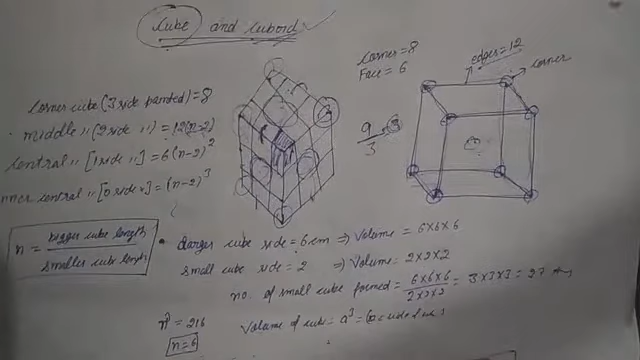 Cube and Cuboid
Corner = 8
Face = 6
edges = 12
corner
Corner cube (3 side painted) = 8
middle " (2 side ") = 12(n-2)
Central " [1 side "] = 6(n-2)²
inner central " [0 side "] = (n-2)³
9/3
n = bigger cube length / smaller cube length
Larger cube side = 6 cm ⇒ Volume = 6×6×6
small cube side = 2 ⇒ Volume = 2×2×2
no of small cube formed = 6×6×6 / 2×2×2 = 3×3×3 = 27
n³ = 216
n = 6
Volume of cube = a³ =